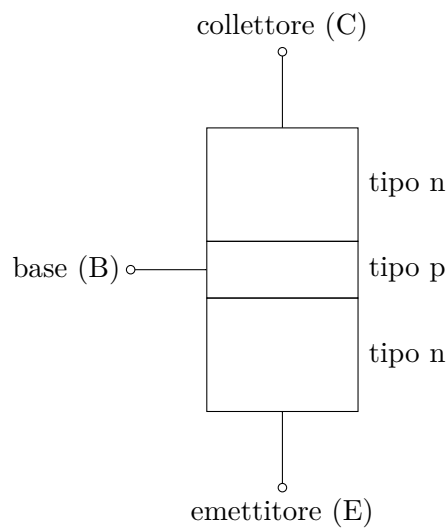 collettore (C)
tipo n
base (B)
tipo p
tipo n
emettitore (E)